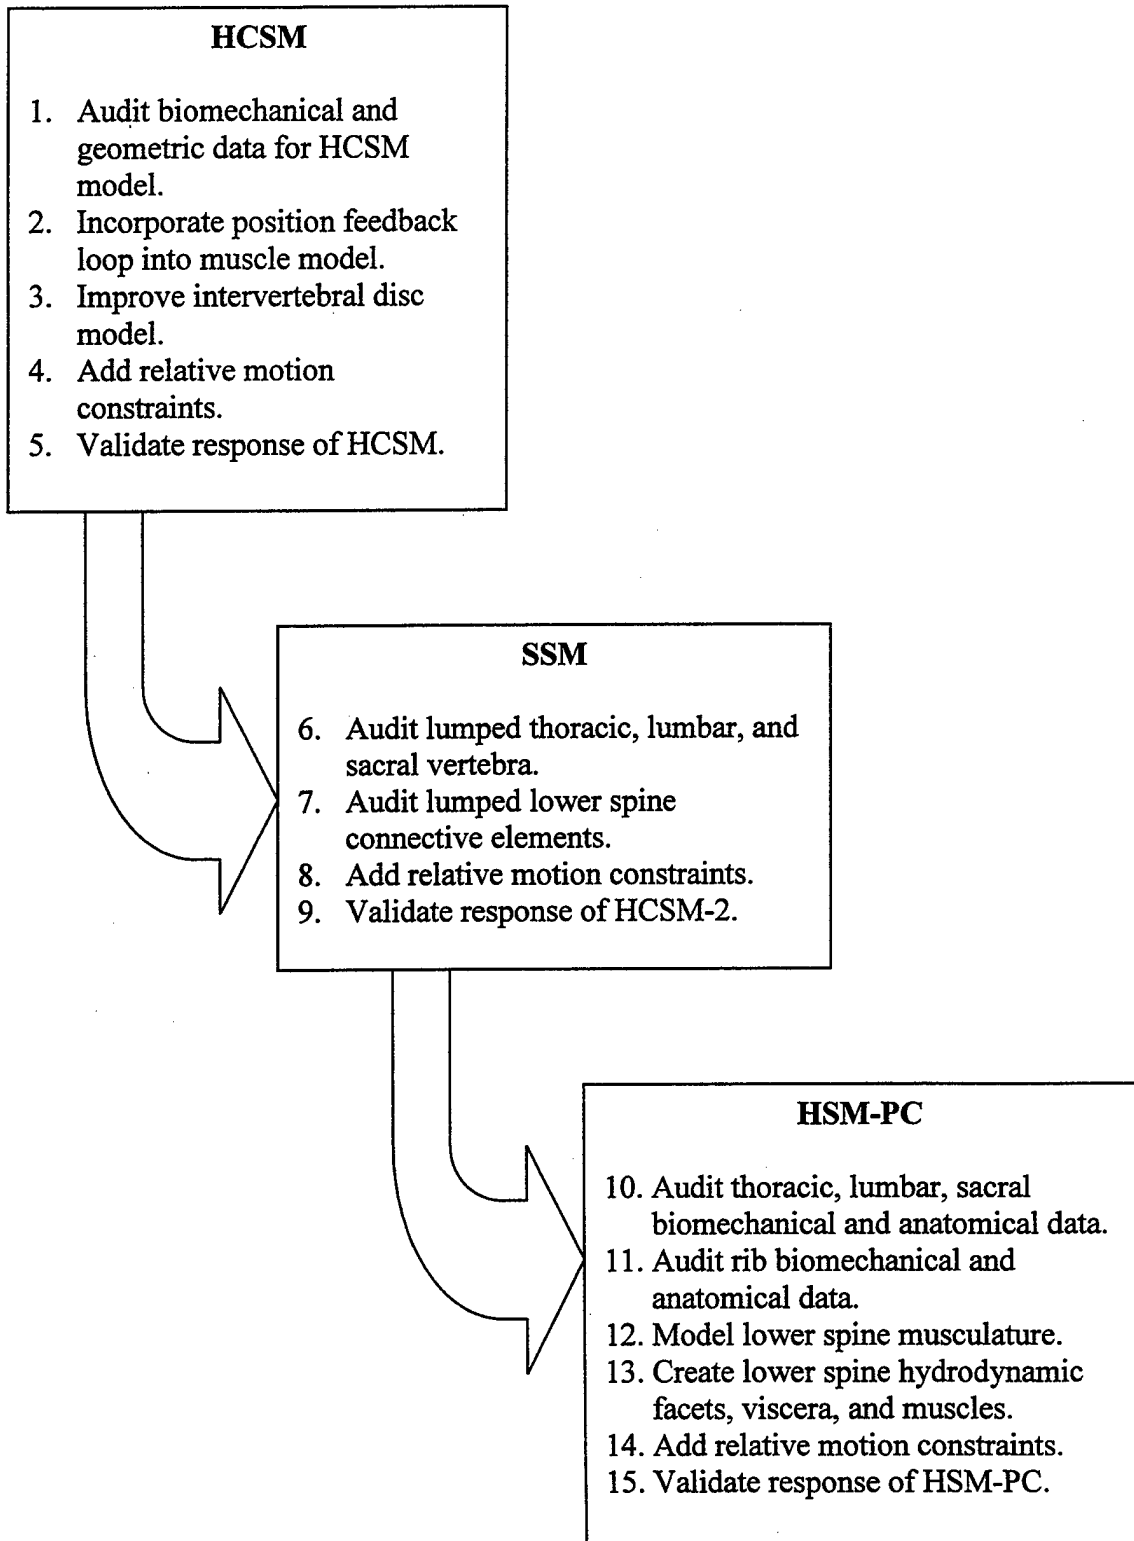 HCSM
1. Audit biomechanical and
geometric data for HCSM
model.
2. Incorporate position feedback
loop into muscle model.
3. Improve intervertebral disc
model.
4. Add relative motion
constraints.
5. Validate response of HCSM.
SSM
6. Audit lumped thoracic, lumbar, and
sacral vertebra.
7. Audit lumped lower spine
connective elements.
8. Add relative motion constraints.
9. Validate response of HCSM-2.
HSM-PC
10. Audit thoracic, lumbar, sacral
biomechanical and anatomical data.
11. Audit rib biomechanical and
anatomical data.
12. Model lower spine musculature.
13. Create lower spine hydrodynamic
facets, viscera, and muscles.
14. Add relative motion constraints.
15. Validate response of HSM-PC.